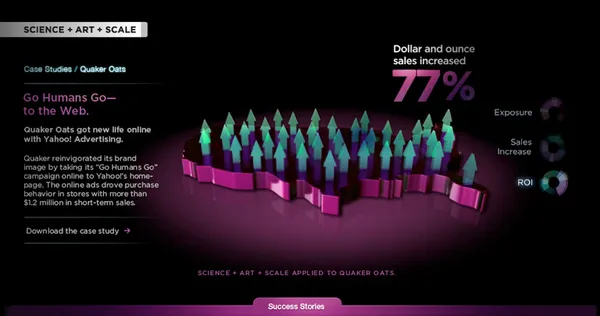 SCIENCE + ART + SCALE
Case Studies / Quaker Oats
Go Humans Go—
to the Web.
Quaker Oats got new life online
with Yahoo! Advertising.
Quaker reinvigorated its brand
image by taking its "Go Humans Go"
campaign online to Yahoo!'s home-
page. The online ads drove purchase
behavior in stores with more than
$1.2 million in short-term sales.
Download the case study →
Dollar and ounce
sales increased
77%
Exposure
Sales
Increase
ROI
SCIENCE + ART + SCALE APPLIED TO QUAKER OATS.
Success Stories